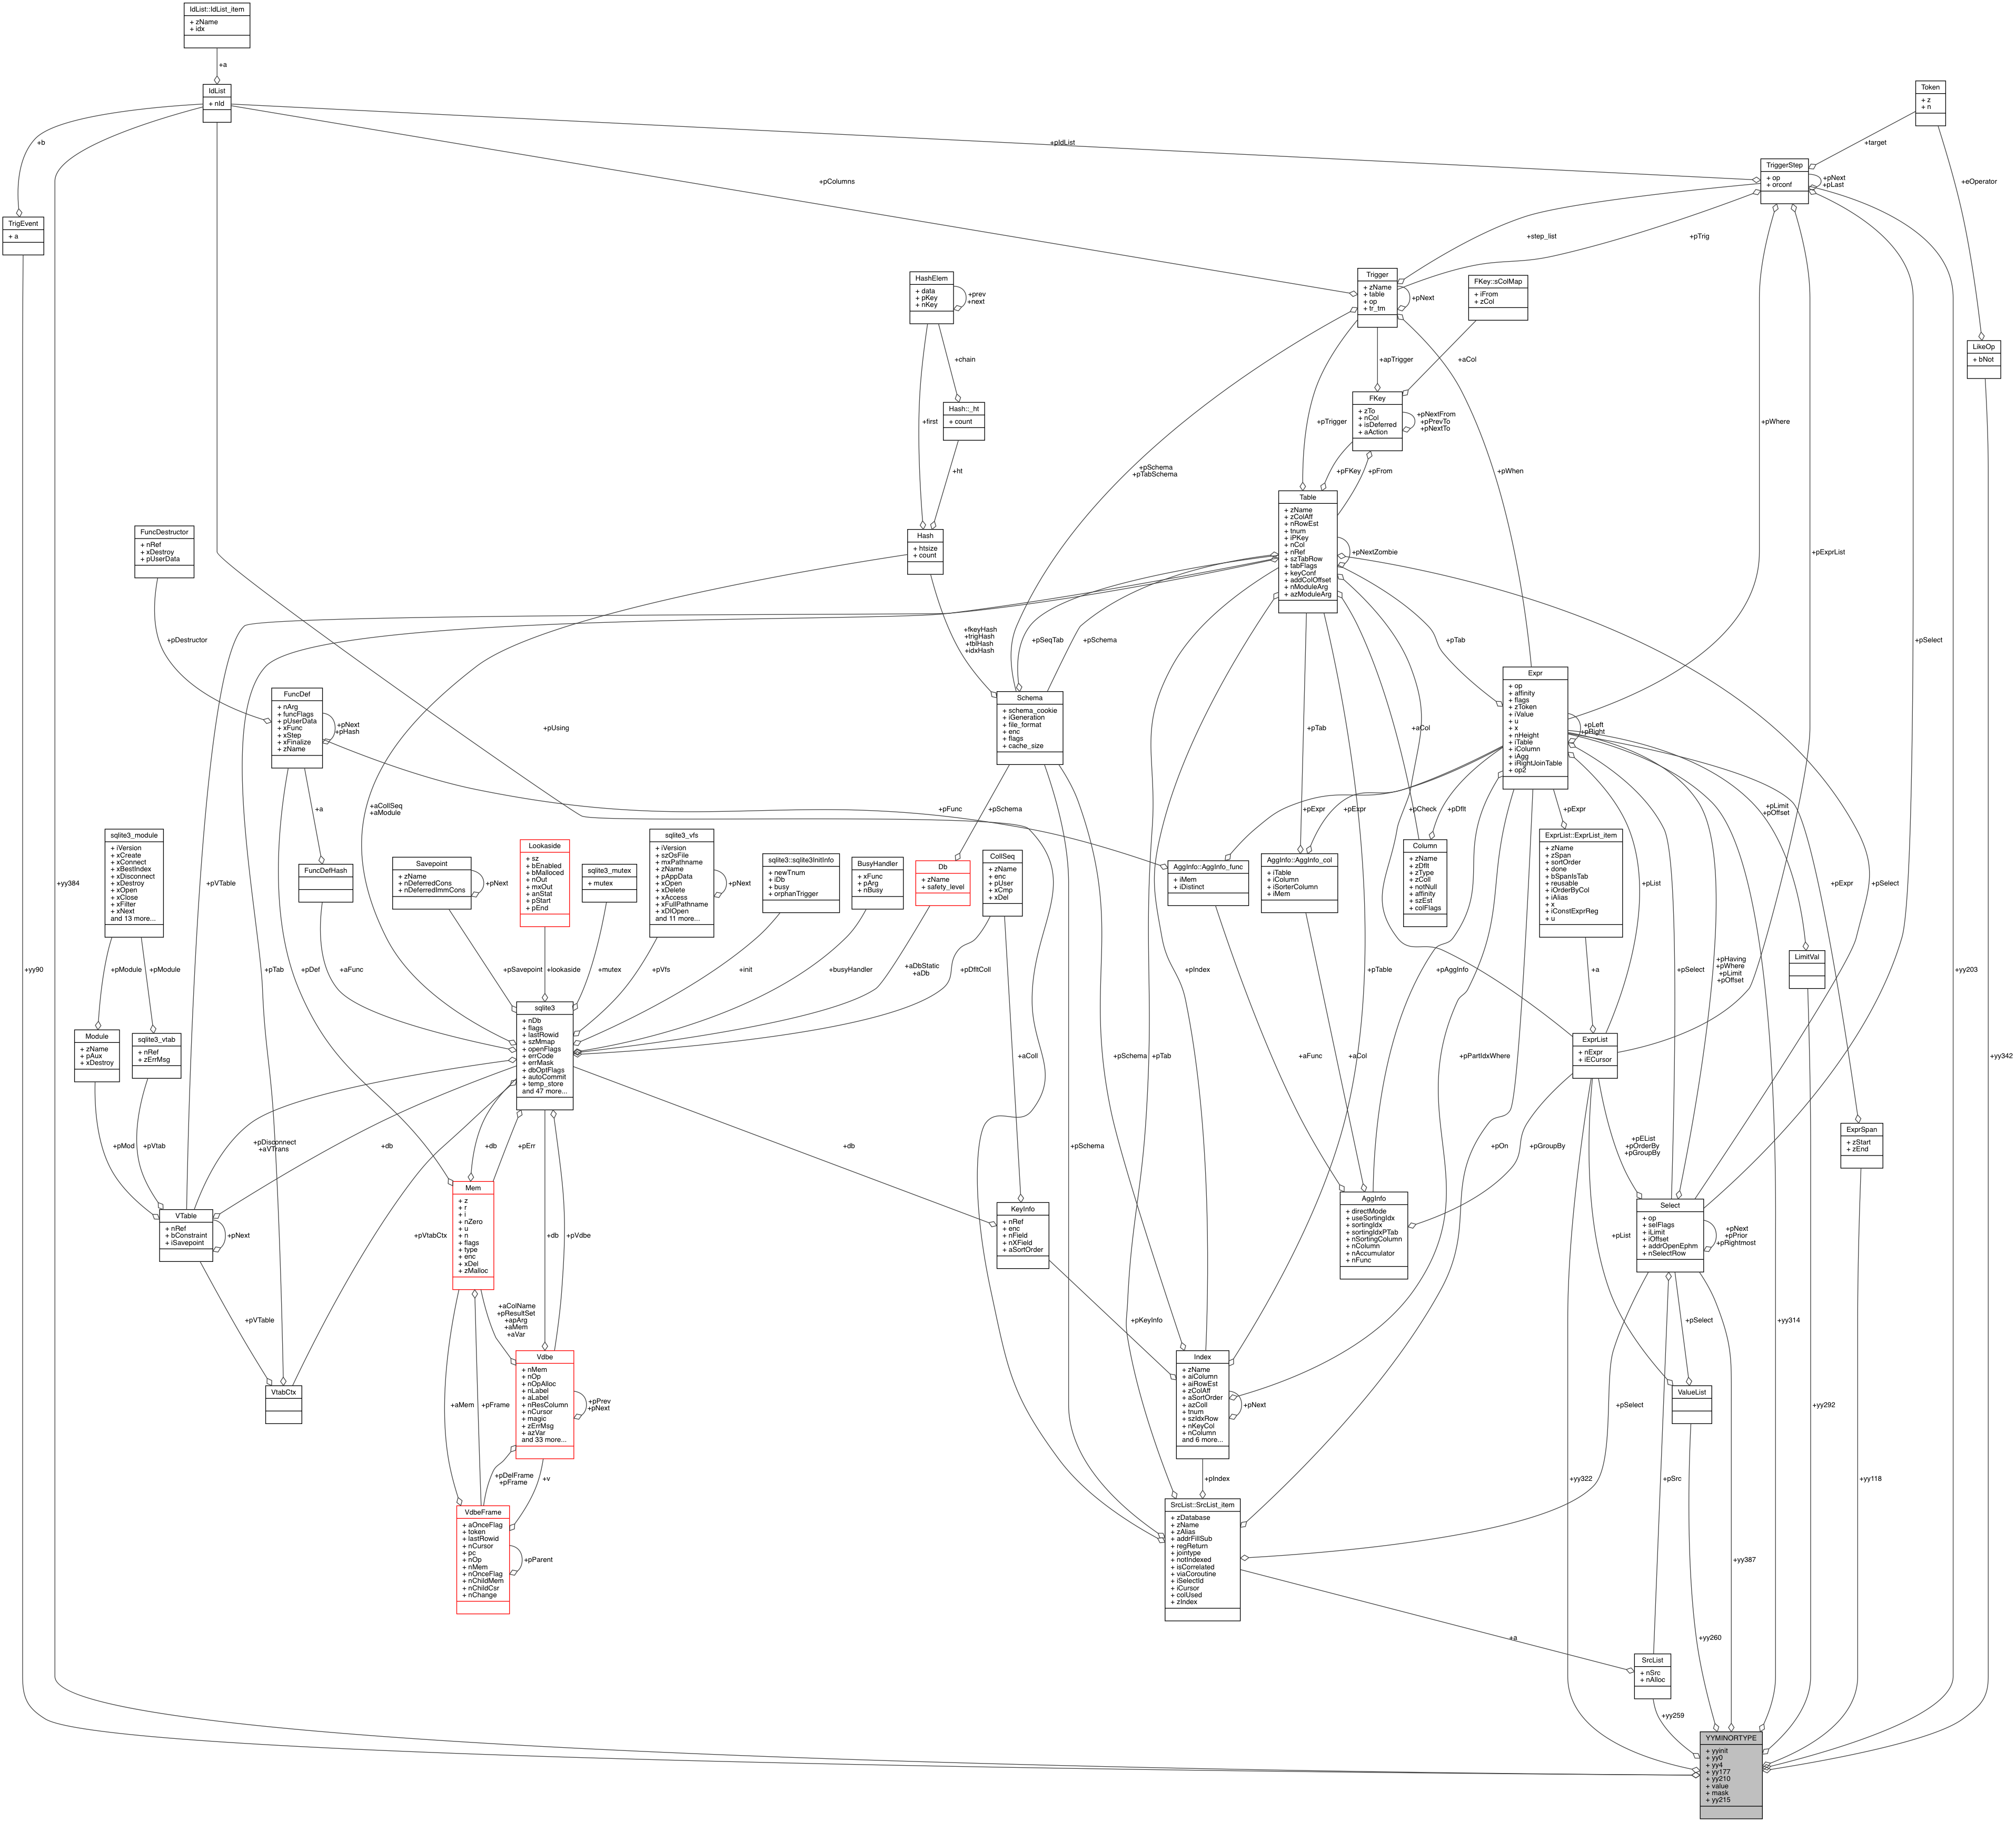 IdList::IdList_item
+ zName
+ idx
+a
IdList
+ nId
Token
+ z
+ n
+b
+pIdList
+target
TriggerStep
+ op
+ orconf
+pNext
+pLast
+pColumns
+eOperator
TrigEvent
+ a
+step_list
+pTrig
Trigger
+ zName
+ table
+ op
+ tr_tm
+pNext
FKey::sColMap
+ iFrom
+ zCol
HashElem
+ data
+ pKey
+ nKey
+prev
+next
LikeOp
+ bNot
+chain
+apTrigger
+aCol
Hash::_ht
+ count
FKey
+ zTo
+ nCol
+ isDeferred
+ aAction
+pNextFrom
+pPrevTo
+pNextTo
+first
+pTrigger
+pWhere
+ht
+pSchema
+pTabSchema
+pFKey
+pFrom
+pWhen
Table
+ zName
+ zColAff
+ nRowEst
+ tnum
+ iPKey
+ nCol
+ nRef
+ szTabRow
+ tabFlags
+ keyConf
+ addColOffset
+ nModuleArg
+ azModuleArg
+pNextZombie
+pExprList
FuncDestructor
+ nRef
+ xDestroy
+ pUserData
Hash
+ htsize
+ count
+pDestructor
+fkeyHash
+trigHash
+tblHash
+idxHash
+pSeqTab
+pSchema
+pTab
+pSelect
Expr
+ op
+ affinity
+ flags
+ zToken
+ iValue
+ u
+ x
+ nHeight
+ iTable
+ iColumn
+ iAgg
+ iRightJoinTable
+ op2
+pLeft
+pRight
FuncDef
+ nArg
+ funcFlags
+ pUserData
+ xFunc
+ xStep
+ xFinalize
+ zName
+pNext
+pHash
Schema
+ schema_cookie
+ iGeneration
+ file_format
+ enc
+ flags
+ cache_size
+pUsing
+pTab
+aCol
+aCollSeq
+aModule
+a
+pFunc
+pSchema
+pExpr
+pExpr
+pCheck
+pDflt
+pExpr
+pLimit
+pOffset
sqlite3_module
+ iVersion
+ xCreate
+ xConnect
+ xBestIndex
+ xDisconnect
+ xDestroy
+ xOpen
+ xClose
+ xFilter
+ xNext
and 13 more...
FuncDefHash
Savepoint
+ zName
+ nDeferredCons
+ nDeferredImmCons
+pNext
Lookaside
+ sz
+ bEnabled
+ bMalloced
+ nOut
+ mxOut
+ anStat
+ pStart
+ pEnd
sqlite3_mutex
+ mutex
sqlite3_vfs
+ iVersion
+ szOsFile
+ mxPathname
+ zName
+ pAppData
+ xOpen
+ xDelete
+ xAccess
+ xFullPathname
+ xDlOpen
and 11 more...
+pNext
sqlite3::sqlite3InitInfo
+ newTnum
+ iDb
+ busy
+ orphanTrigger
BusyHandler
+ xFunc
+ pArg
+ nBusy
Db
+ zName
+ safety_level
CollSeq
+ zName
+ enc
+ pUser
+ xCmp
+ xDel
AggInfo::AggInfo_func
+ iMem
+ iDistinct
AggInfo::AggInfo_col
+ iTable
+ iColumn
+ iSorterColumn
+ iMem
Column
+ zName
+ zDflt
+ zType
+ zColl
+ notNull
+ affinity
+ szEst
+ colFlags
ExprList::ExprList_item
+ zName
+ zSpan
+ sortOrder
+ done
+ bSpanIsTab
+ reusable
+ iOrderByCol
+ iAlias
+ x
+ iConstExprReg
+ u
+pList
+pExpr
+pSelect
+yy384
+pVTable
LimitVal
+yy90
+pModule
+pModule
+pTab
+pDef
+aFunc
+pSavepoint
+lookaside
+mutex
+pVfs
+init
+busyHandler
+aDbStatic
+aDb
+pDfltColl
+pIndex
+pTable
+pAggInfo
+a
+pSelect
+pHaving
+pWhere
+pLimit
+pOffset
+yy203
sqlite3
+ nDb
+ flags
+ lastRowid
+ szMmap
+ openFlags
+ errCode
+ errMask
+ dbOptFlags
+ autoCommit
+ temp_store
and 47 more...
Module
+ zName
+ pAux
+ xDestroy
sqlite3_vtab
+ nRef
+ zErrMsg
+aColl
+pSchema
+pTab
+aFunc
+aCol
+pPartIdxWhere
ExprList
+ nExpr
+ iECursor
+yy342
+pMod
+pVtab
+pDisconnect
+aVTrans
+db
+db
+pErr
+db
+pVdbe
+db
+pSchema
+pOn
+pGroupBy
+pEList
+pOrderBy
+pGroupBy
ExprSpan
+ zStart
+ zEnd
Mem
+ z
+ r
+ i
+ nZero
+ u
+ n
+ flags
+ type
+ enc
+ xDel
+ zMalloc
VTable
+ nRef
+ bConstraint
+ iSavepoint
+pNext
+pVtabCtx
KeyInfo
+ nRef
+ enc
+ nField
+ nXField
+ aSortOrder
AggInfo
+ directMode
+ useSortingIdx
+ sortingIdx
+ sortingIdxPTab
+ nSortingColumn
+ nColumn
+ nAccumulator
+ nFunc
+pList
Select
+ op
+ selFlags
+ iLimit
+ iOffset
+ addrOpenEphm
+ nSelectRow
+pNext
+pPrior
+pRightmost
+pVTable
+aColName
+pResultSet
+apArg
+aMem
+aVar
+pKeyInfo
+pSelect
+yy314
VtabCtx
+aMem
+pFrame
Vdbe
+ nMem
+ nOp
+ nOpAlloc
+ nLabel
+ aLabel
+ nResColumn
+ nCursor
+ magic
+ zErrMsg
+ azVar
and 33 more...
+pPrev
+pNext
Index
+ zName
+ aiColumn
+ aiRowEst
+ zColAff
+ aSortOrder
+ azColl
+ tnum
+ szIdxRow
+ nKeyCol
+ nColumn
and 6 more...
+pNext
+pSelect
ValueList
+yy292
+pDelFrame
+pFrame
+v
+pIndex
+yy322
+pSrc
+yy118
VdbeFrame
+ aOnceFlag
+ token
+ lastRowid
+ nCursor
+ pc
+ nOp
+ nMem
+ nOnceFlag
+ nChildMem
+ nChildCsr
+ nChange
+pParent
SrcList::SrcList_item
+ zDatabase
+ zName
+ zAlias
+ addrFillSub
+ regReturn
+ jointype
+ notIndexed
+ isCorrelated
+ viaCoroutine
+ iSelectId
+ iCursor
+ colUsed
+ zIndex
+yy387
+a
+yy260
SrcList
+ nSrc
+ nAlloc
+yy259
YYMINORTYPE
+ yyinit
+ yy0
+ yy4
+ yy177
+ yy210
+ value
+ mask
+ yy215